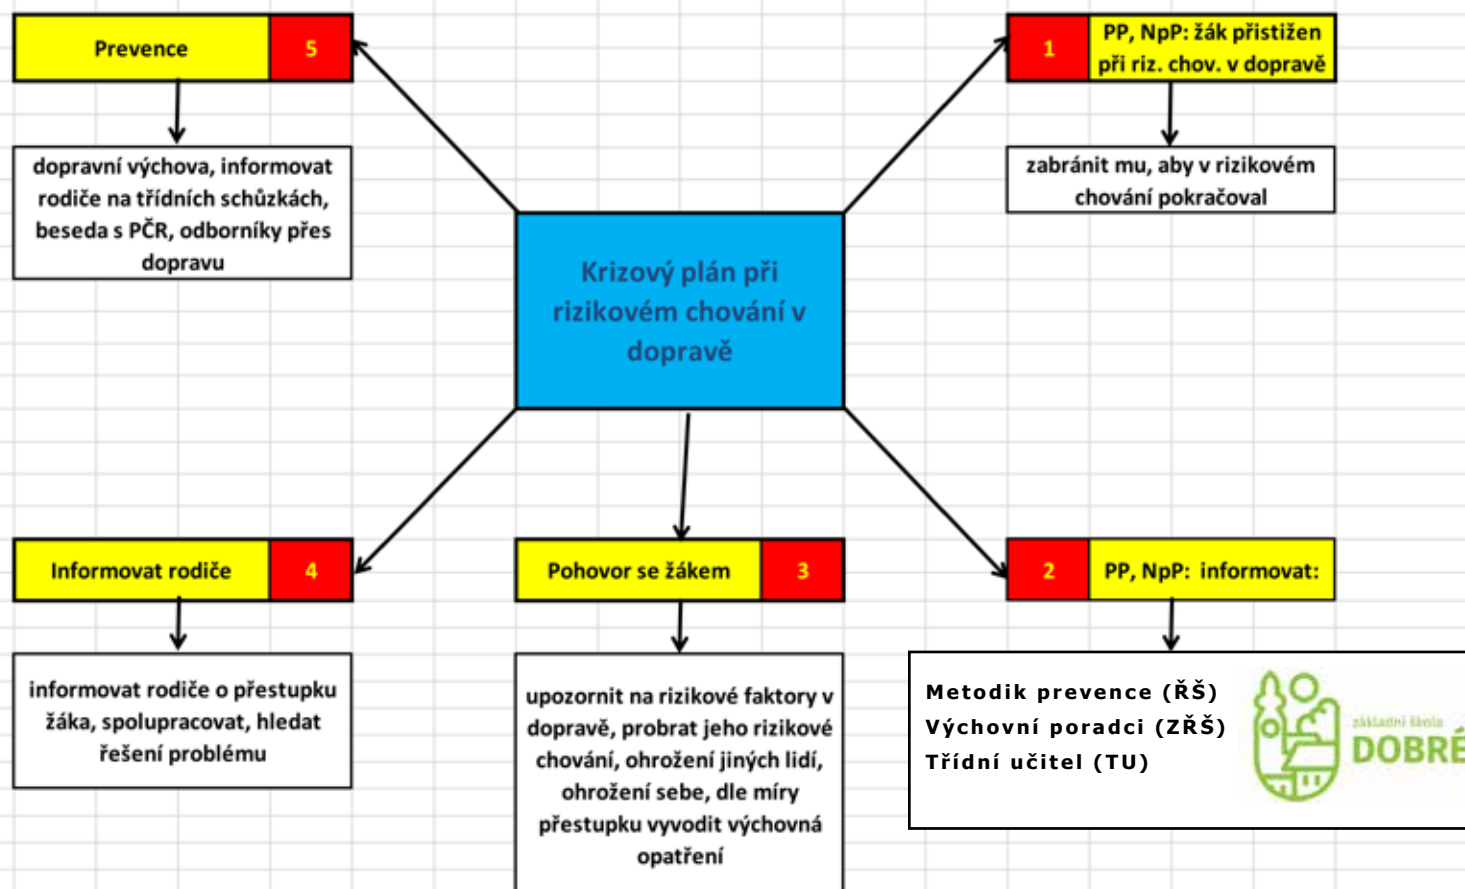 Prevence
5
dopravní výchova, informovat
rodiče na třídních schůzkách,
beseda s PČR, odborníky přes
dopravu
1
PP, NpP: žák přistižen
při riz. chov. v dopravě
zabránit mu, aby v rizikovém
chování pokračoval
Krizový plán při
rizikovém chování v
dopravě
Informovat rodiče
4
informovat rodiče o přestupku
žáka, spolupracovat, hledat
řešení problému
Pohovor se žákem
3
upozornit na rizikové faktory v
dopravě, probrat jeho rizikové
chování, ohrožení jiných lidí,
ohrožení sebe, dle míry
přestupku vyvodit výchovná
opatření
2
PP, NpP: informovat:
Metodik prevence (ŘŠ)
Výchovní poradci (ZŘŠ)
Třídní učitel (TU)
základní škola
DOBRÉ